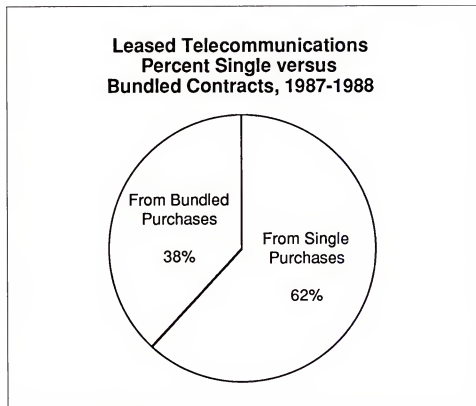 Leased Telecommunications
Percent Single versus
Bundled Contracts, 1987-1988
From Bundled
Purchases
38%
From Single
Purchases
62%